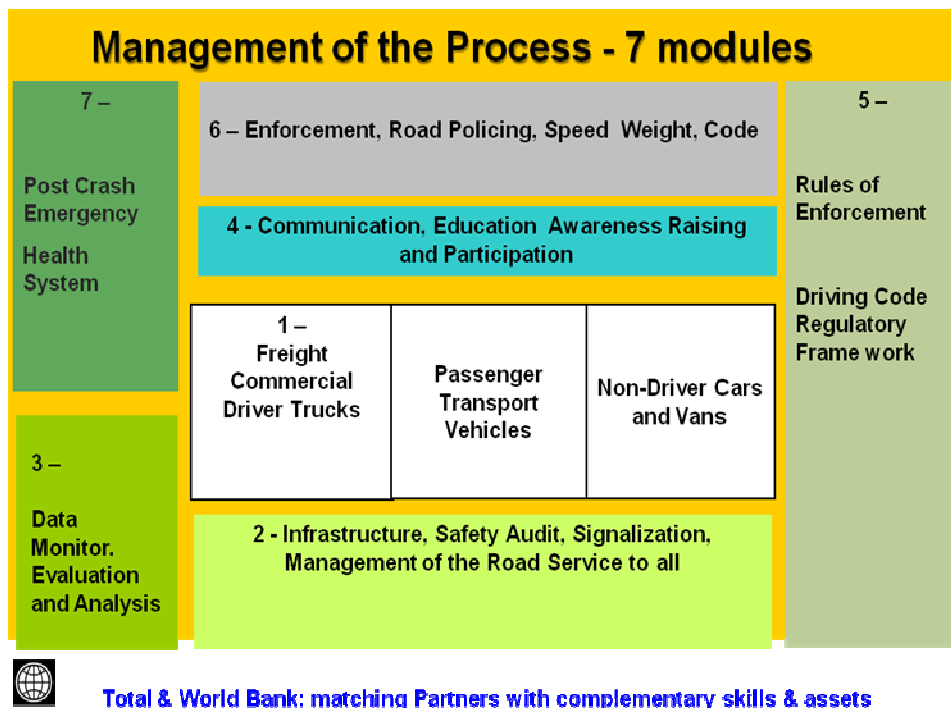 Management of the Process - 7 modules
7 –
Post Crash
Emergency
Health
System
6 – Enforcement, Road Policing, Speed Weight, Code
5 –
Rules of
Enforcement
Driving Code
Regulatory
Frame work
4 - Communication, Education Awareness Raising
and Participation
1 –
Freight
Commercial
Driver Trucks
Passenger
Transport
Vehicles
Non-Driver Cars
and Vans
3 –
Data
Monitor.
Evaluation
and Analysis
2 - Infrastructure, Safety Audit, Signalization,
Management of the Road Service to all
Total & World Bank: matching Partners with complementary skills & assets